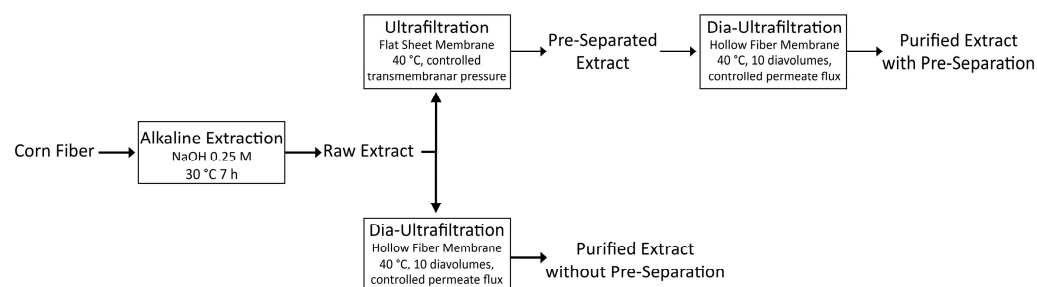 Corn Fiber
Alkaline Extraction
NaOH 0.25 M
30 °C 7 h
Raw Extract
Ultrafiltration
Flat Sheet Membrane
40 °C, controlled
transmembranar pressure
Pre-Separated
Extract
Dia-Ultrafiltration
Hollow Fiber Membrane
40 °C, 10 diavolumes,
controlled permeate flux
Purified Extract
with Pre-Separation
Dia-Ultrafiltration
Hollow Fiber Membrane
40 °C, 10 diavolumes,
controlled permeate flux
Purified Extract
without Pre-Separation